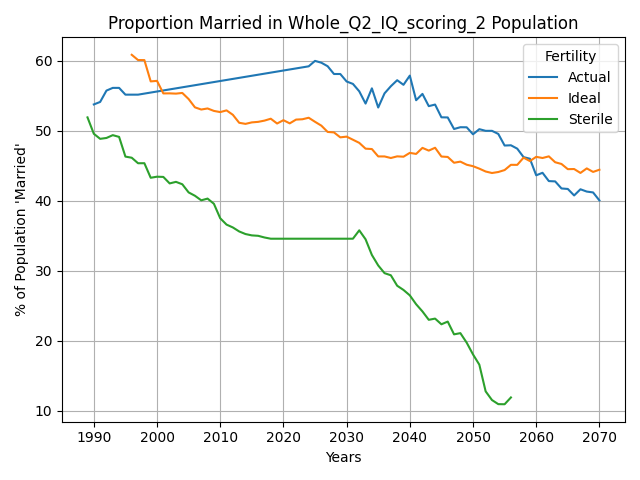 Proportion Married in Whole_Q2_IQ_scoring_2 Population
% of Population 'Married'
60
50
40
30
20
10
Fertility
Actual
Ideal
Sterile
1990 2000 2010 2020 2030 2040 2050 2060 2070
Years